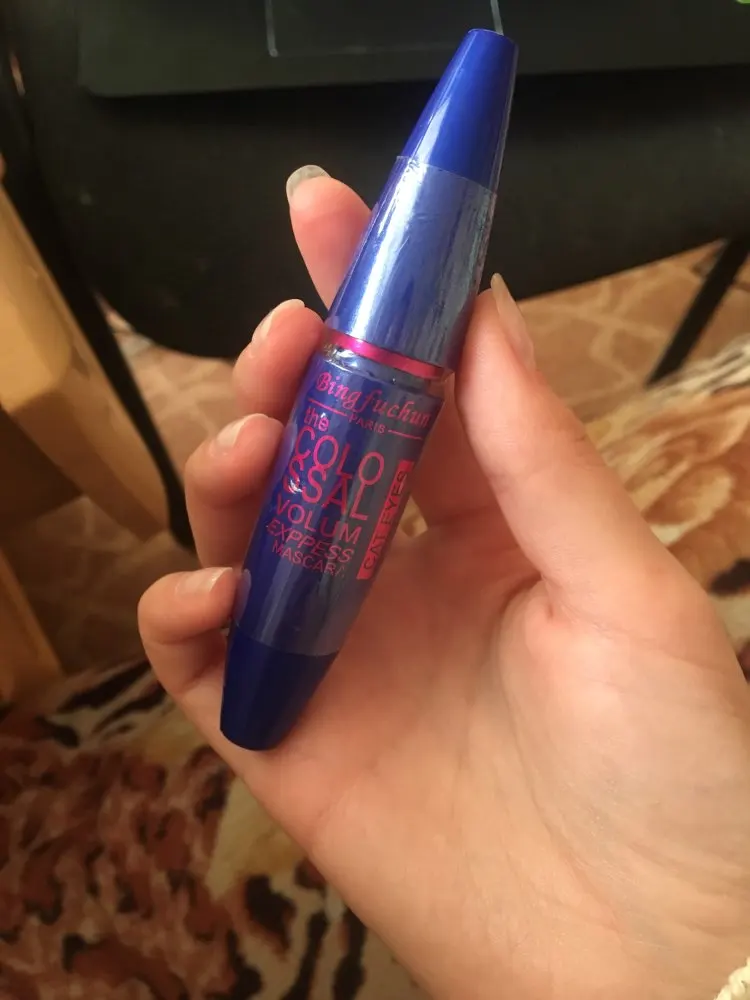 Bingfuchun
PARIS
the
COLO
SSAL
VOLUM
EXPPESS
MASCARA
CAT EYES